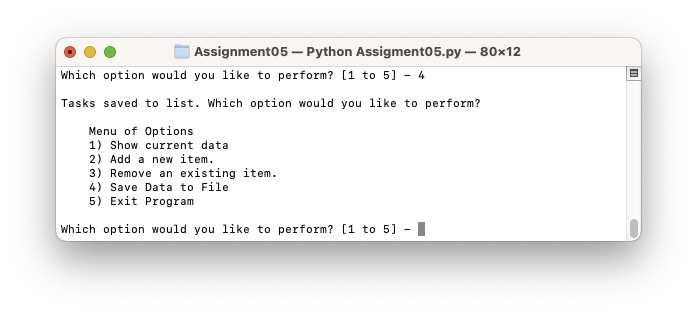 Assignment05 — Python Assigment05.py — 80×12
Which option would you like to perform? [1 to 5] – 4
Tasks saved to list. Which option would you like to perform?
Menu of Options
1) Show current data
2) Add a new item.
3) Remove an existing item.
4) Save Data to File
5) Exit Program
Which option would you like to perform? [1 to 5] –